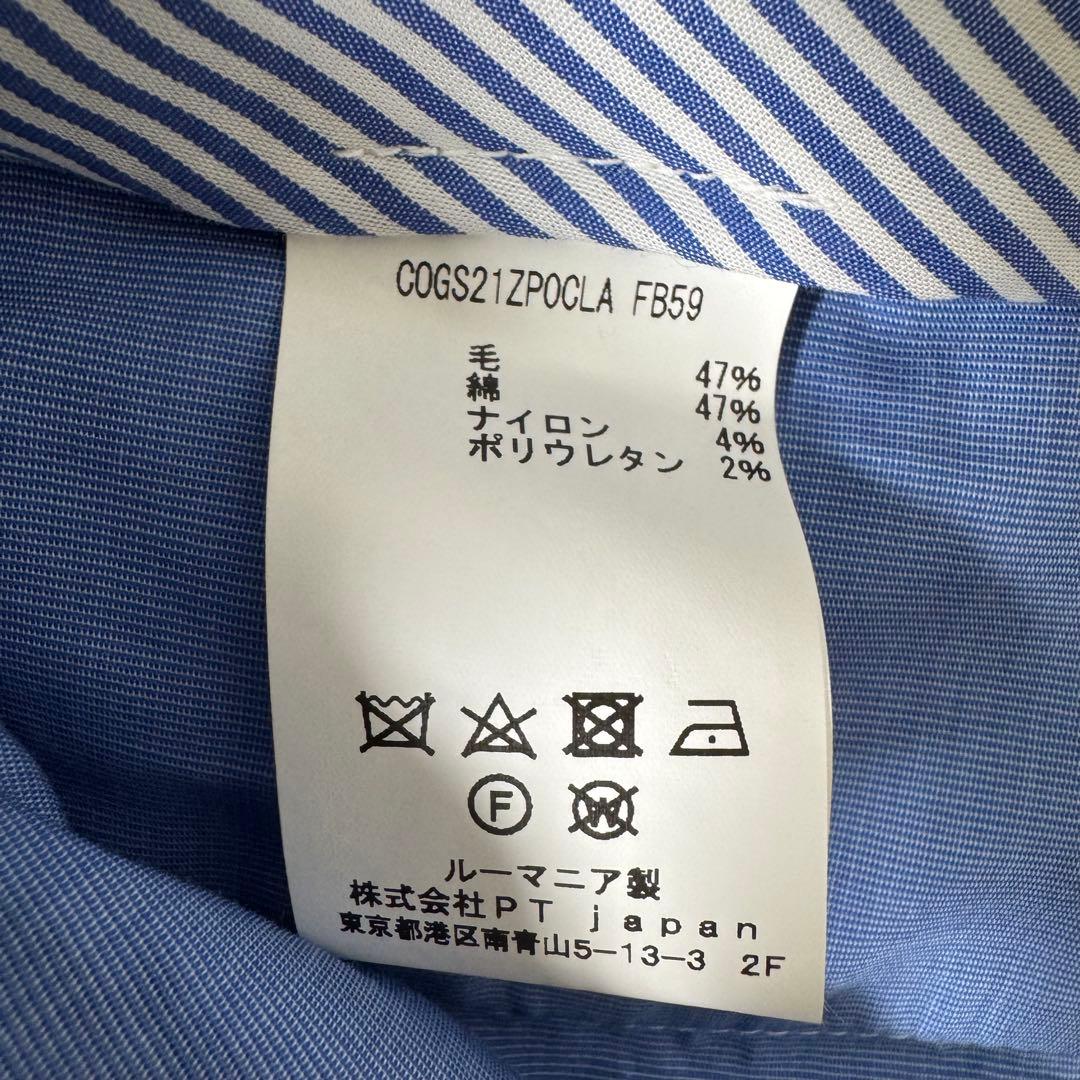 COGS21ZPOCLA FB59
毛 47%
綿 47%
ナイロン 4%
ポリウレタン 2%
F W
ルーマニア製
株式会社PT japan
東京都港区南青山5-13-3 2F